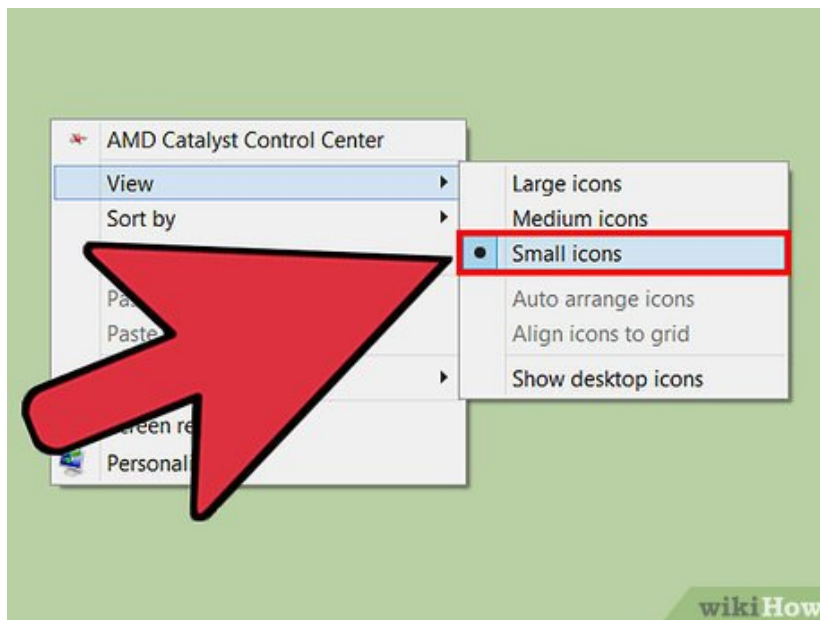 AMD Catalyst Control Center
View
Sort by
Paste
Screen
Large icons
Medium icons
Small icons
Auto arrange icons
Align icons to grid
Show desktop icons
wikiHow